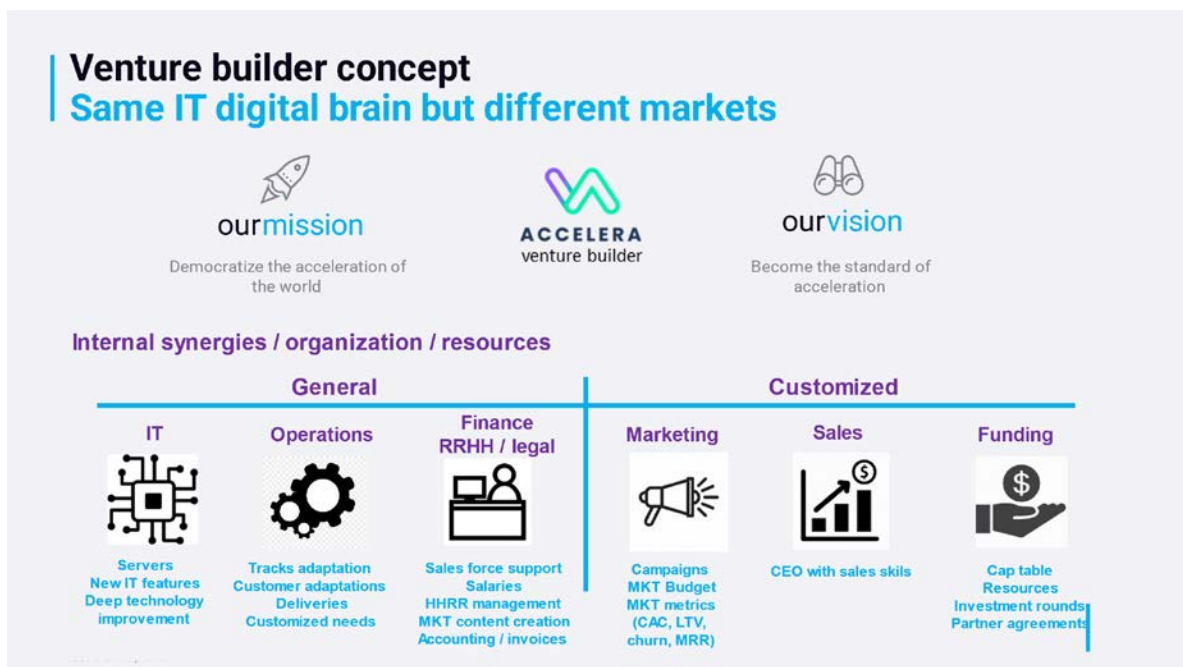 Venture builder concept
Same IT digital brain but different markets
ourmission
Democratize the acceleration of
the world
ACCELERA
venture builder
ourvision
Become the standard of
acceleration
Internal synergies / organization / resources
General
Customized
IT
Servers
New IT features
Deep technology
improvement
Operations
Tracks adaptation
Customer adaptations
Deliveries
Customized needs
Finance
RRHH / legal
Sales force support
Salaries
HHRR management
MKT content creation
Accounting / invoices
Marketing
Campaigns
MKT Budget
MKT metrics
(CAC, LTV,
churn, MRR)
Sales
$
CEO with sales skils
Funding
$
Cap table
Resources
Investment rounds
Partner agreements